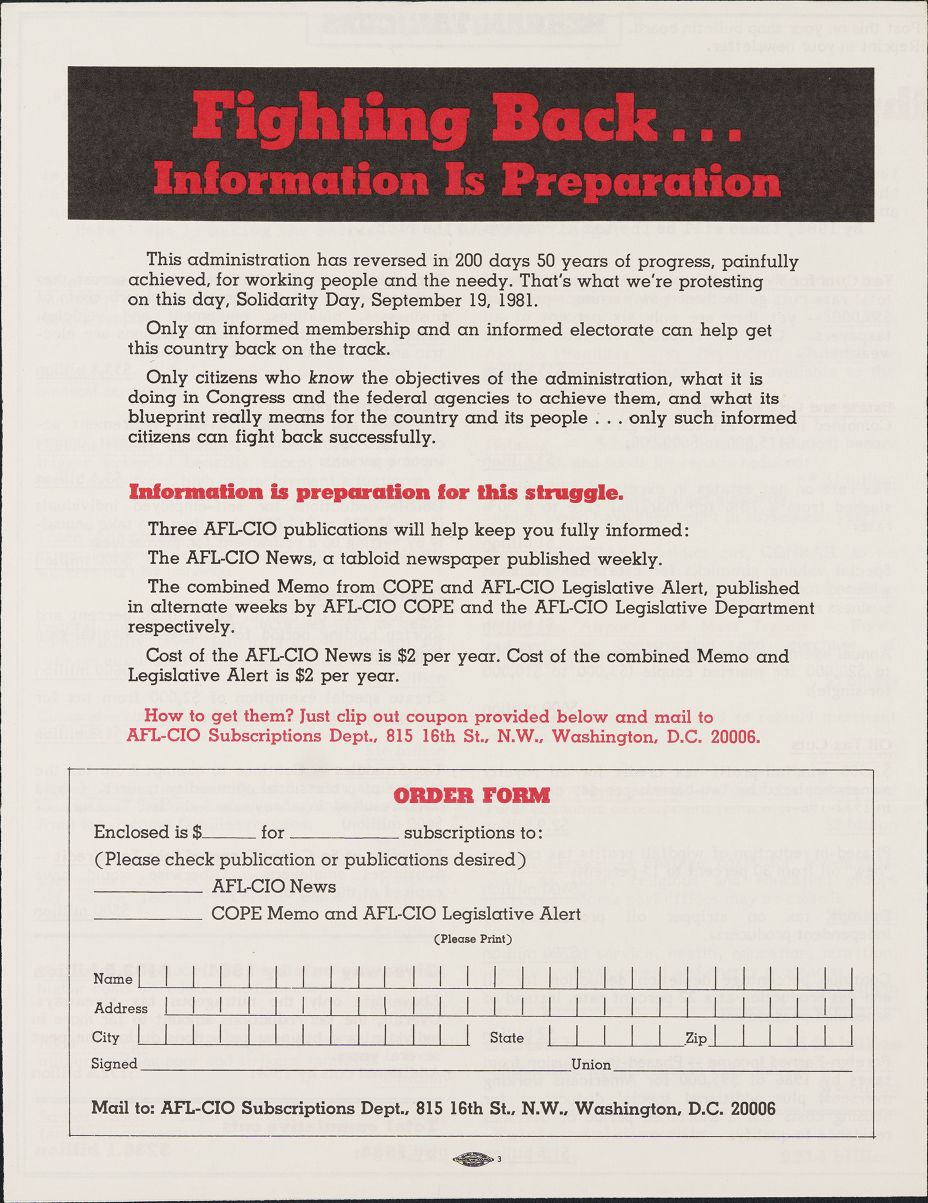 Fighting Back...
Information Is Preparation
This administration has reversed in 200 days 50 years of progress, painfully
achieved, for working people and the needy. That's what we're protesting
on this day, Solidarity Day, September 19, 1981.
Only an informed membership and an informed electorate can help get
this country back on the track.
Only citizens who know the objectives of the administration, what it is
doing in Congress and the federal agencies to achieve them, and what its
blueprint really means for the country and its people . . . only such informed
citizens can fight back successfully.
Information is preparation for this struggle.
Three AFL-CIO publications will help keep you fully informed:
The AFL-CIO News, a tabloid newspaper published weekly.
The combined Memo from COPE and AFL-CIO Legislative Alert, published
in alternate weeks by AFL-CIO COPE and the AFL-CIO Legislative Department
respectively.
Cost of the AFL-CIO News is $2 per year. Cost of the combined Memo and
Legislative Alert is $2 per year.
How to get them? Just clip out coupon provided below and mail to
AFL-CIO Subscriptions Dept., 815 16th St., N.W., Washington, D.C. 20006.
ORDER FORM
Enclosed is $______ for ____________ subscriptions to:
(Please check publication or publications desired)
____________ AFL-CIO News
____________ COPE Memo and AFL-CIO Legislative Alert
(Please Print)
Name
Address
City State Zip
Signed Union
Mail to: AFL-CIO Subscriptions Dept., 815 16th St., N.W., Washington, D.C. 20006
3